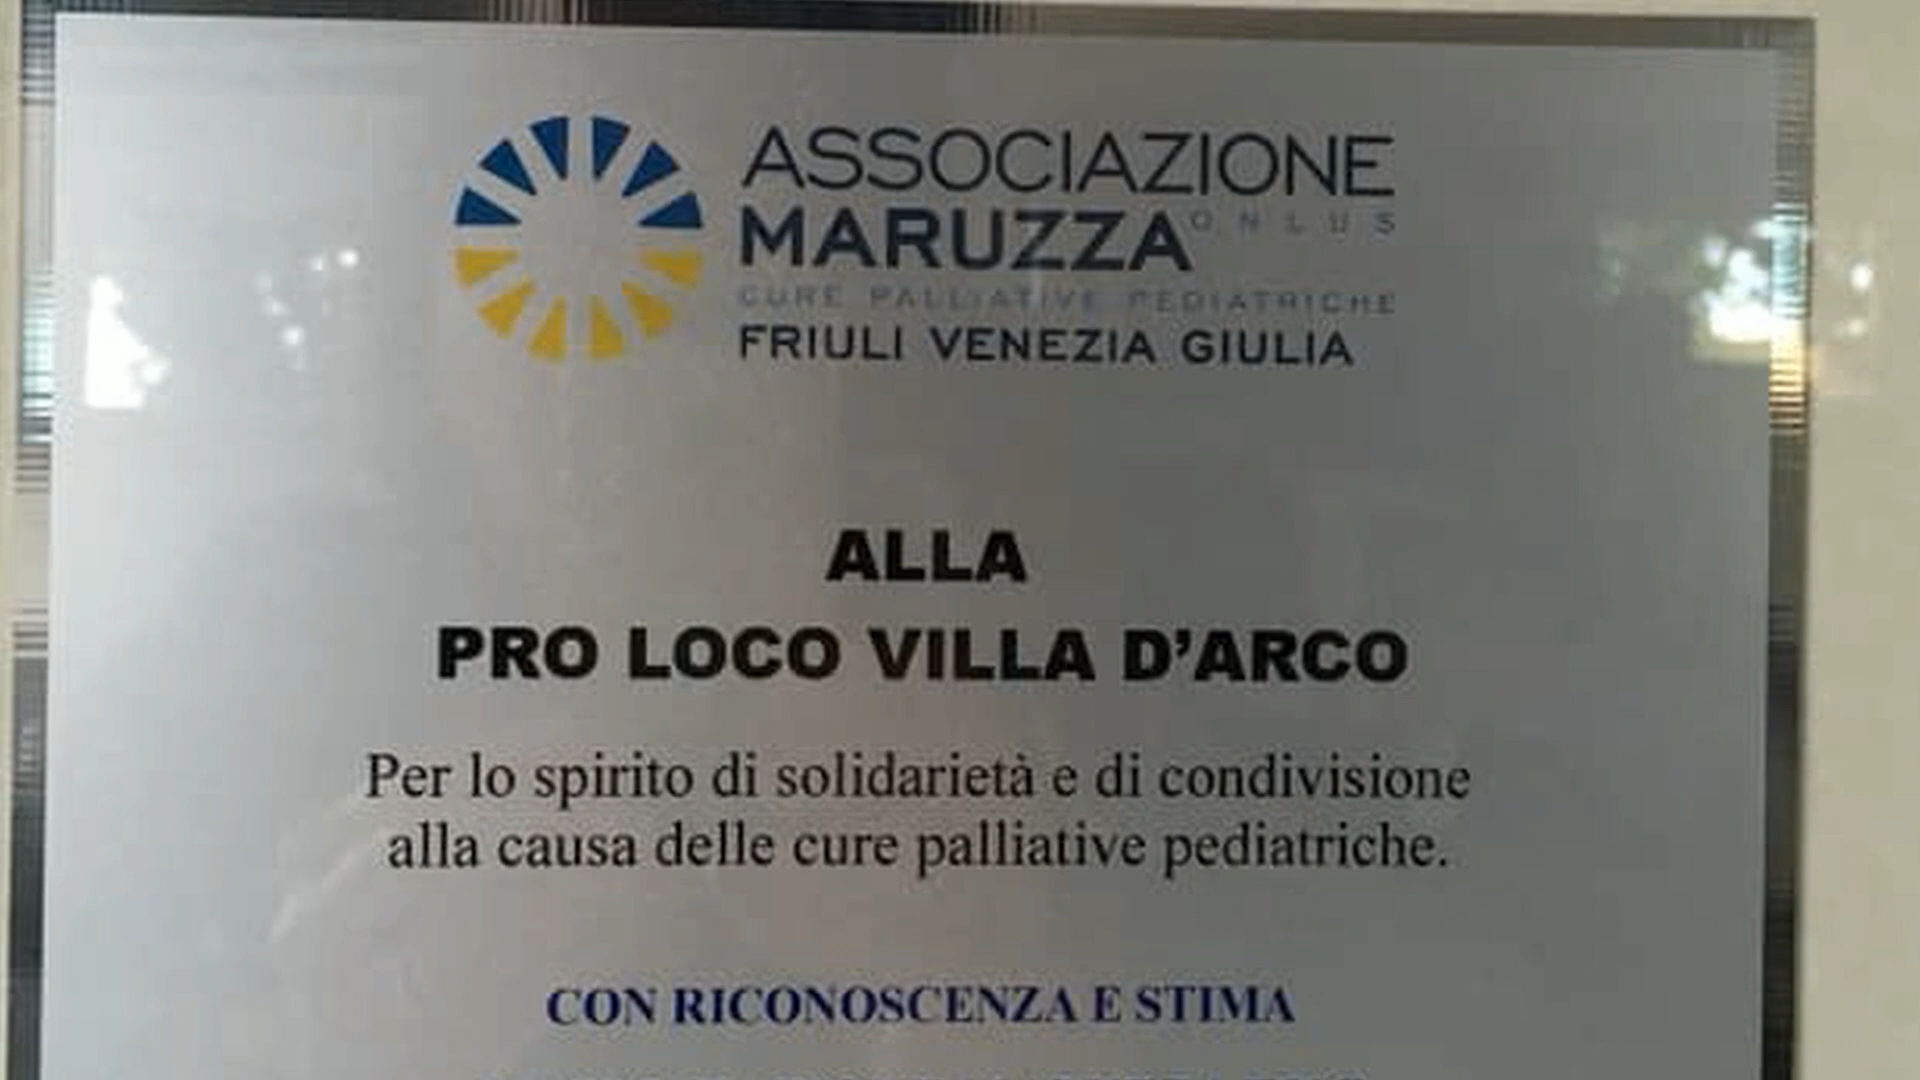 ASSOCIAZIONE
MARUZZA ONLUS
CURE PALLIATIVE PEDIATRICHE
FRIULI VENEZIA GIULIA
ALLA
PRO LOCO VILLA D'ARCO
Per lo spirito di solidarietà e di condivisione
alla causa delle cure palliative pediatriche.
CON RICONOSCENZA E STIMA